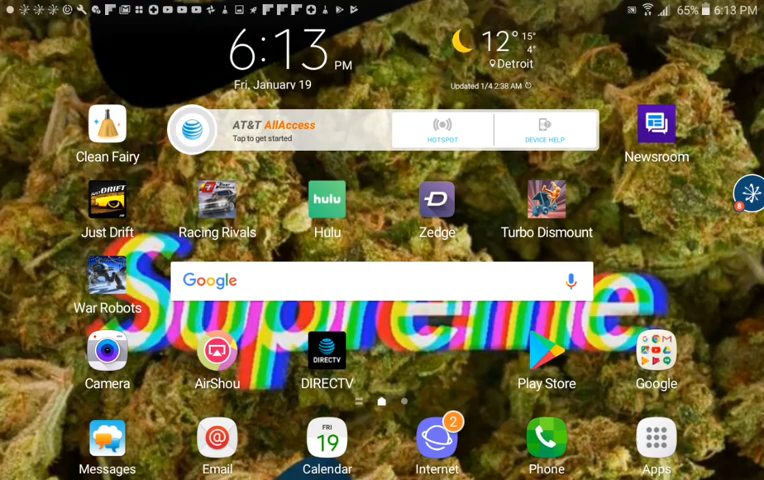 65% 6:13 PM
6:13 PM
Fri, January 19
12° 15°
4°
Detroit
Updated 1/4 2:38 AM
Clean Fairy
AT&T AllAccess
Tap to get started
HOTSPOT
DEVICE HELP
Newsroom
8
JUST DRIFT
Just Drift
Racing Rivals
hulu
Hulu
Zedge
Turbo Dismount
War Robots
Google
Supreme
Camera
AirShou
DIRECTV
DIRECTV
Play Store
Google
FRI
19
2
Messages
Email
Calendar
Internet
Phone
Apps